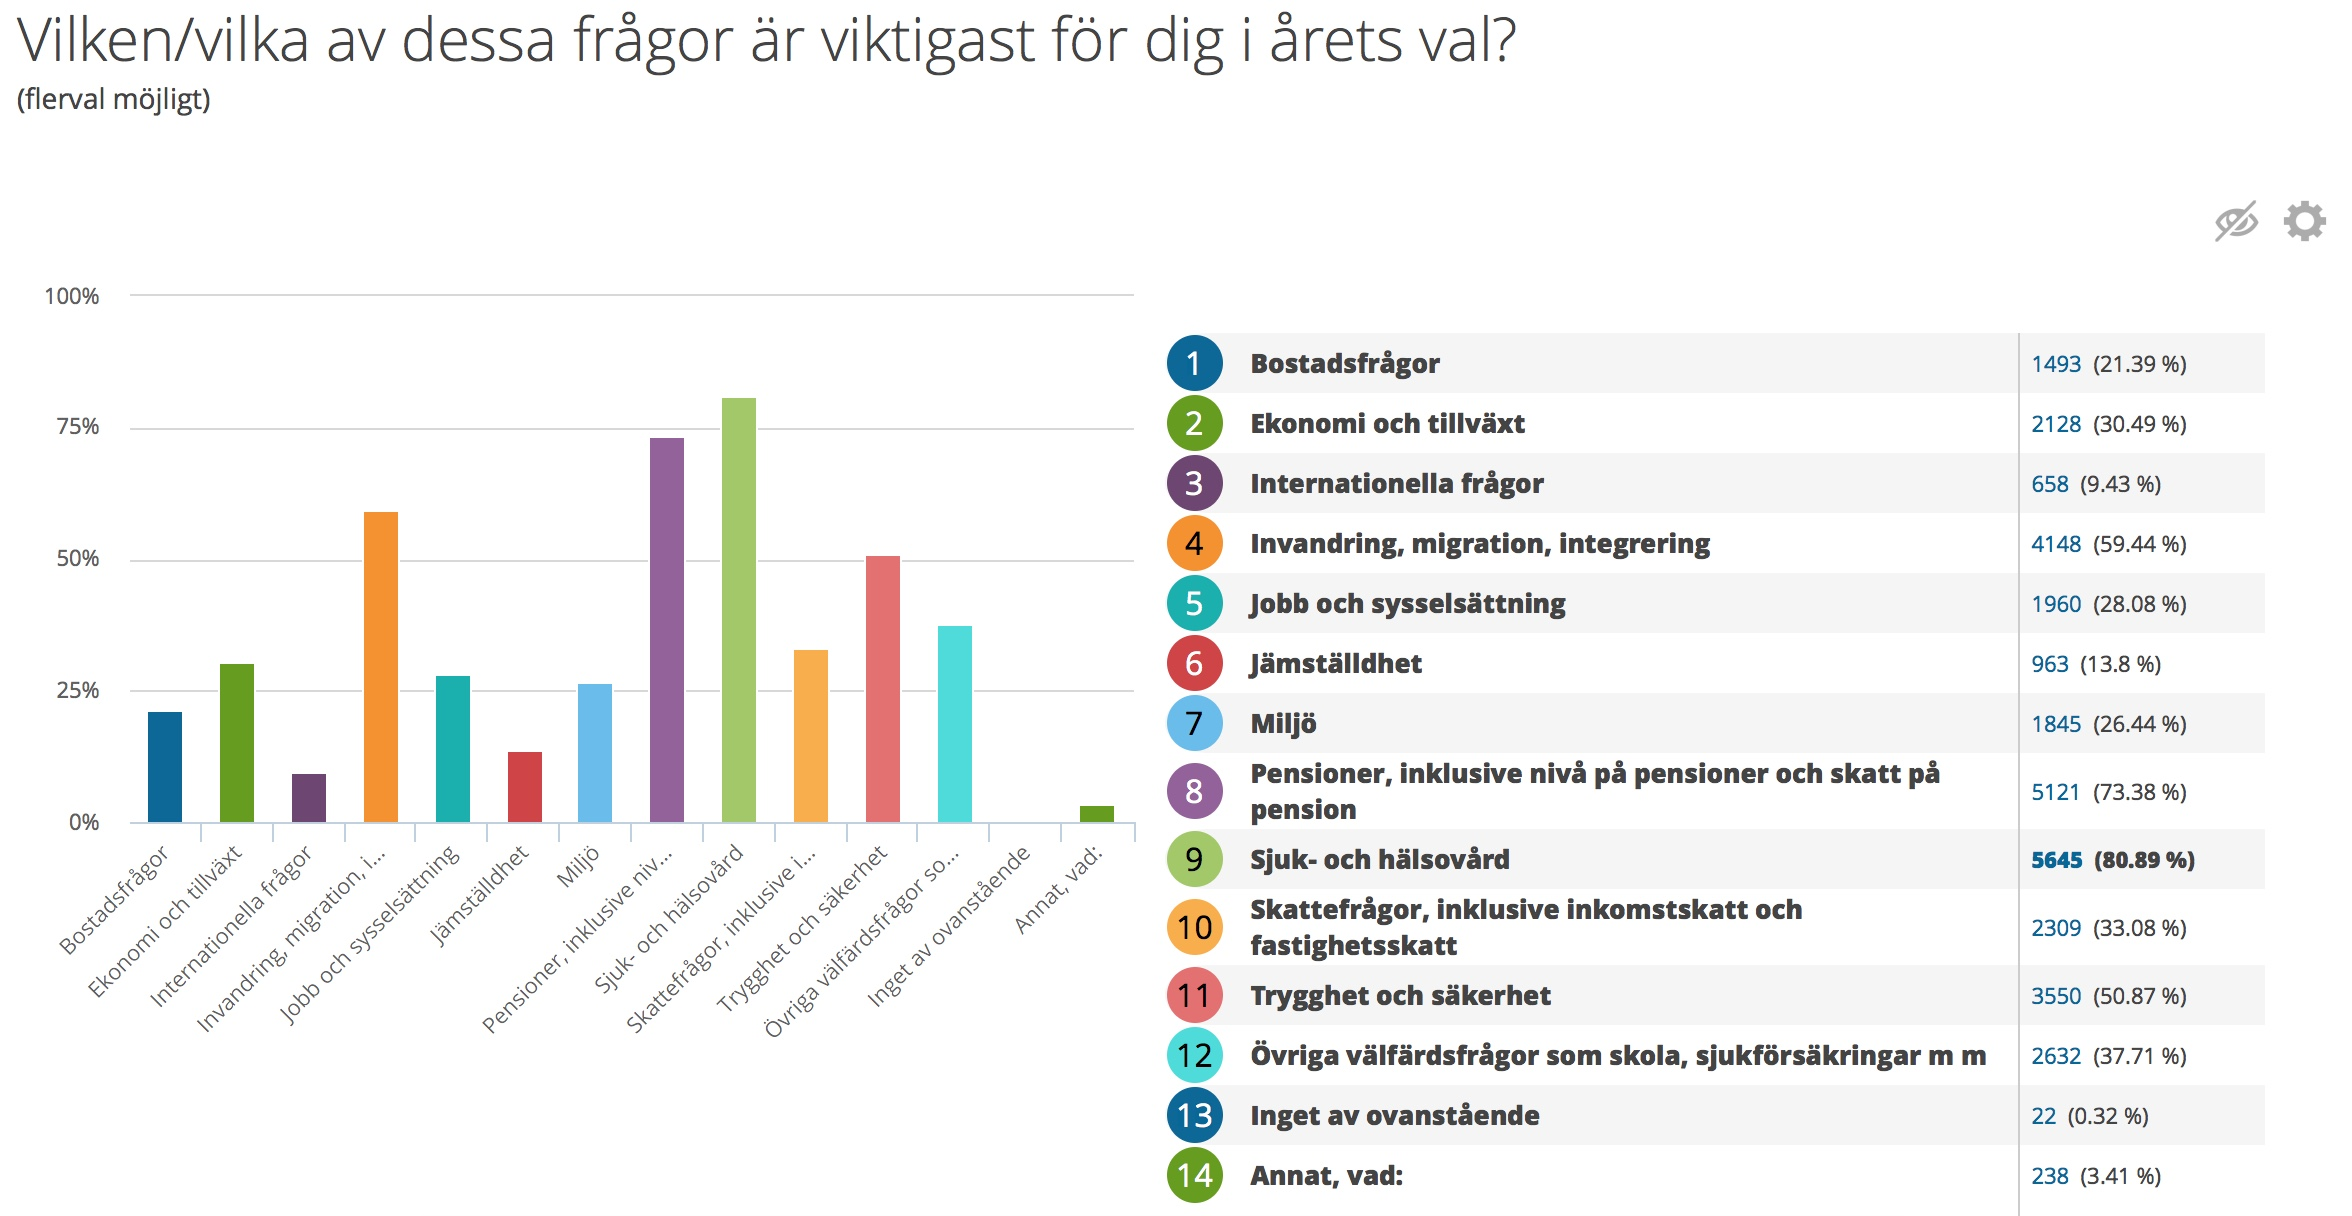 Vilken/vilka av dessa frågor är viktigast för dig i årets val?
(flerval möjligt)
100%
75%
50%
25%
0%
Bostadsfrågor
Ekonomi och tillväxt
Internationella frågor
Invandring, migration, i...
Jobb och sysselsättning
Jämställdhet
Miljö
Pensioner, inklusive niv...
Sjuk- och hälsovård
Skattefrågor, inklusive i...
Trygghet och säkerhet
Övriga välfärdsfrågor so...
Inget av ovanstående
Annat, vad:
1 Bostadsfrågor 1493 (21.39 %)
2 Ekonomi och tillväxt 2128 (30.49 %)
3 Internationella frågor 658 (9.43 %)
4 Invandring, migration, integrering 4148 (59.44 %)
5 Jobb och sysselsättning 1960 (28.08 %)
6 Jämställdhet 963 (13.8 %)
7 Miljö 1845 (26.44 %)
8 Pensioner, inklusive nivå på pensioner och skatt på
pension 5121 (73.38 %)
9 Sjuk- och hälsovård 5645 (80.89 %)
10 Skattefrågor, inklusive inkomstskatt och
fastighetsskatt 2309 (33.08 %)
11 Trygghet och säkerhet 3550 (50.87 %)
12 Övriga välfärdsfrågor som skola, sjukförsäkringar m m 2632 (37.71 %)
13 Inget av ovanstående 22 (0.32 %)
14 Annat, vad: 238 (3.41 %)